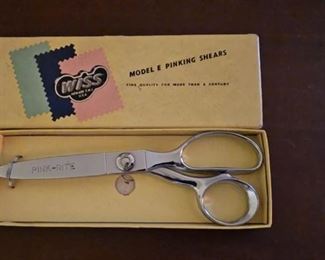 MODEL E PINKING SHEARS
WISS
FINE QUALITY FOR MORE THAN A CENTURY
PINK-RITE